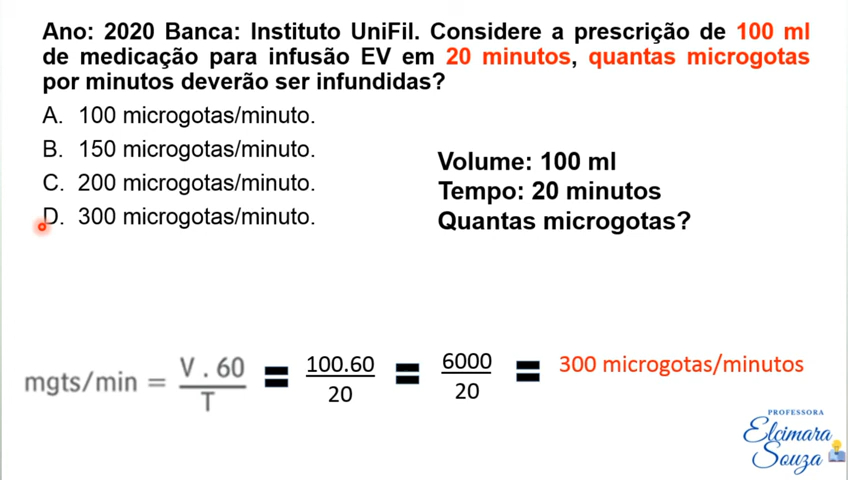 Ano: 2020 Banca: Instituto UniFil. Considere a prescrição de 100 ml
de medicação para infusão EV em 20 minutos, quantas microgotas
por minutos deverão ser infundidas?
A. 100 microgotas/minuto.
B. 150 microgotas/minuto.
C. 200 microgotas/minuto.
D. 300 microgotas/minuto.
Volume: 100 ml
Tempo: 20 minutos
Quantas microgotas?
mgts/min = V . 60 / T = 100.60 / 20 = 6000 / 20 = 300 microgotas/minutos
PROFESSORA
Elcimara
Souza